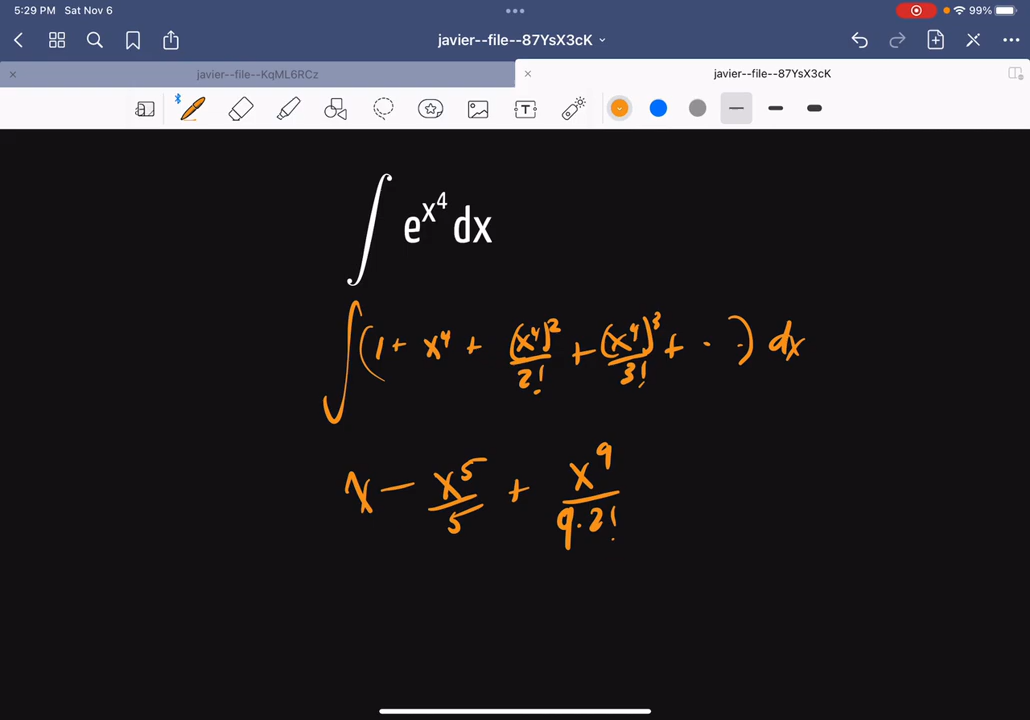 5:29 PM Sat Nov 6 99%
javier--file--87YsX3cK
javier--file--KqML6RCz javier--file--87YsX3cK
∫ e^{x^4} dx
∫ (1 + x^4 + (x^4)^2/2! + (x^4)^3/3! + ...) dx
x - x^5/5 + x^9/(9·2!)